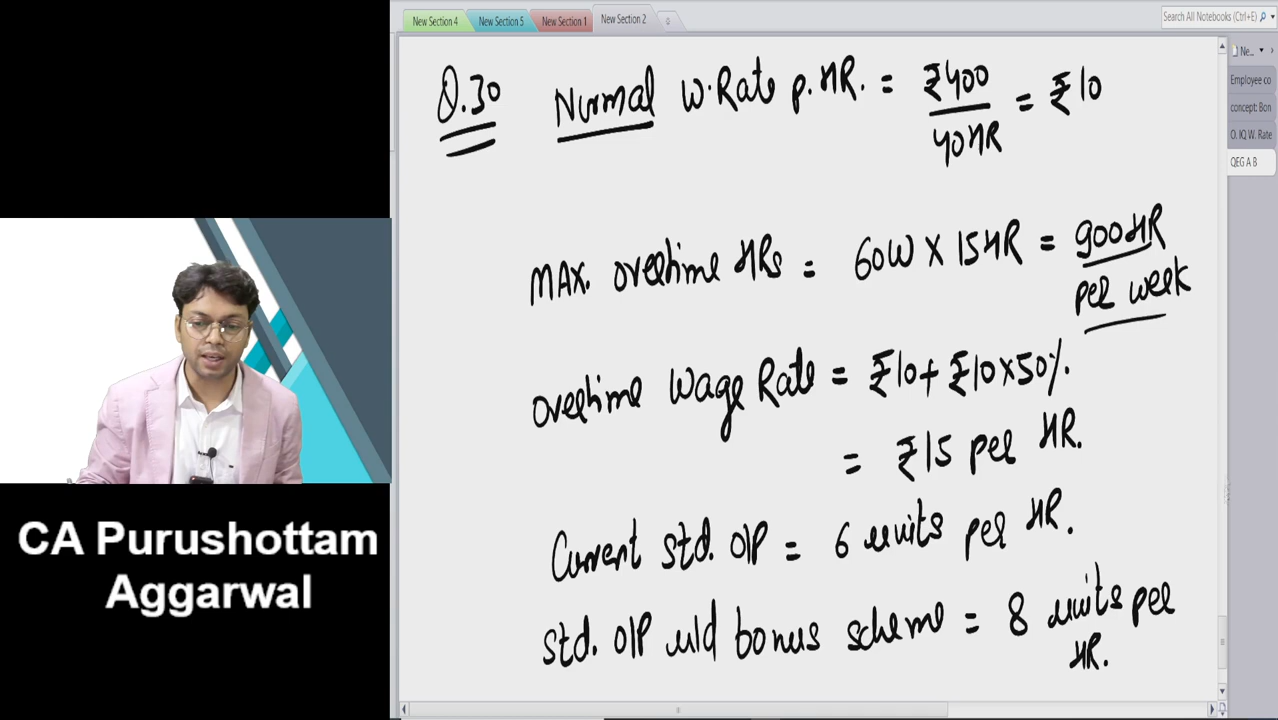 New Section 4
New Section 5
New Section 1
New Section 2
Search All Notebooks (Ctrl+E)
Ne...
Employee co
concept: Bon
Q. IQ W. Rate
QEG A B
Q.30 Normal W.Rate p. HR. = ₹400 / 40HR = ₹10
MAX. overtime HRs = 60W X 15HR = 900HR
per week
overtime Wage Rate = ₹10 + ₹10 x 50%
= ₹15 per HR.
Current std. O/P = 6 units per HR.
std. O/P u/d bonus scheme = 8 units per
HR.
CA Purushottam
Aggarwal